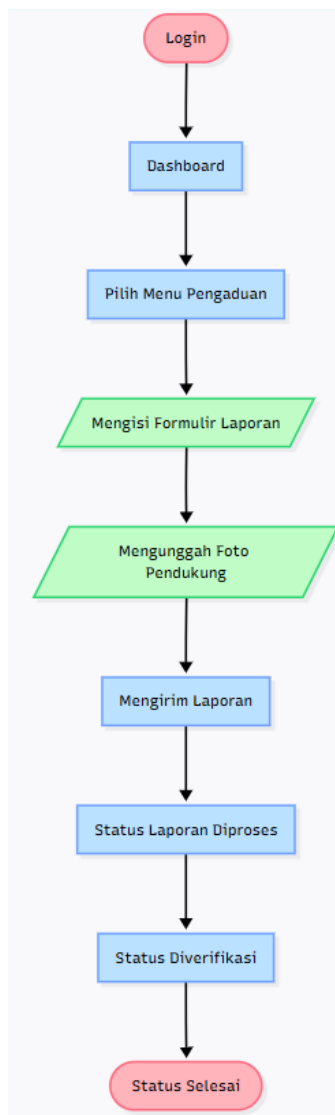 Login
Dashboard
Pilih Menu Pengaduan
Mengisi Formulir Laporan
Mengunggah Foto
Pendukung
Mengirim Laporan
Status Laporan Diproses
Status Diverifikasi
Status Selesai